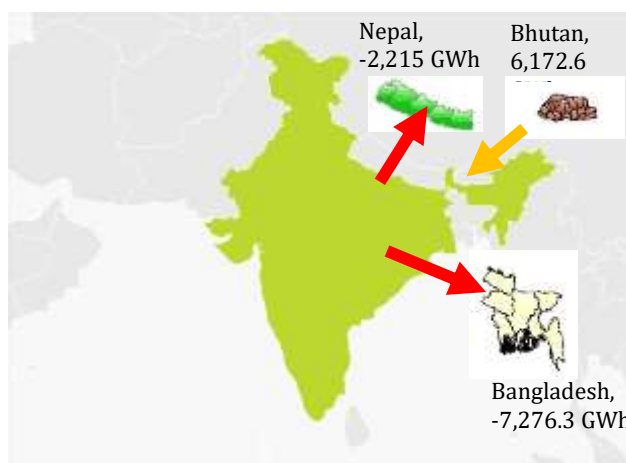 Nepal,
-2,215 GWh
Bhutan,
6,172.6
Bangladesh,
-7,276.3 GWh